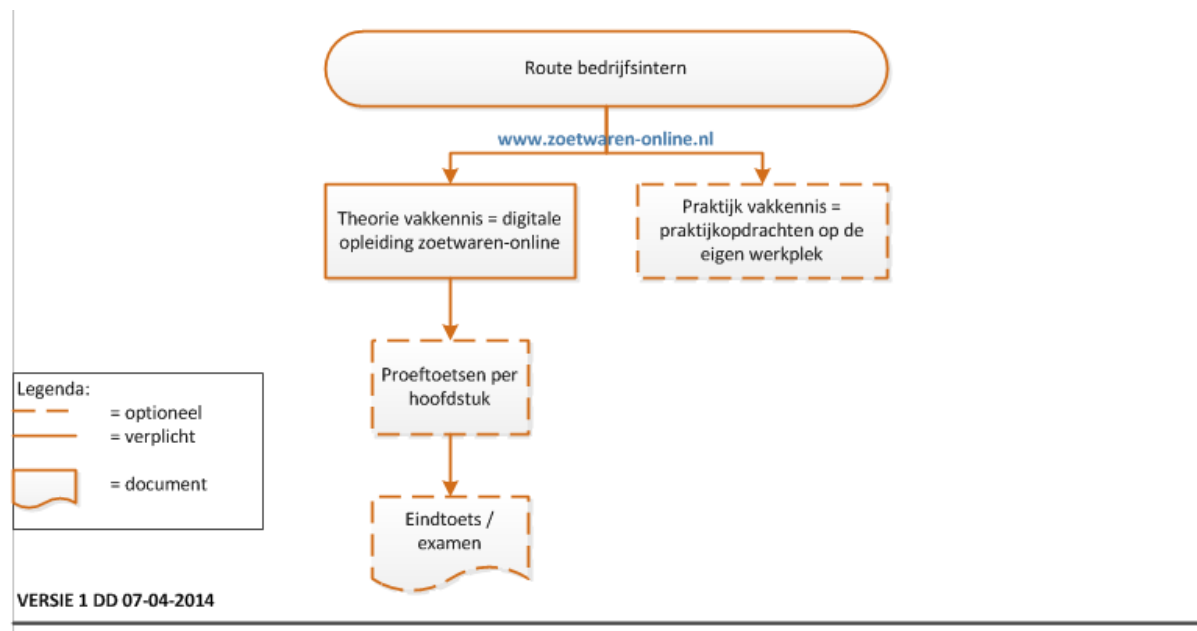 Route bedrijfsintern
www.zoetwaren-online.nl
Theorie vakkennis = digitale
opleiding zoetwaren-online
Praktijk vakkennis =
praktijkopdrachten op de
eigen werkplek
Proeftoetsen per
hoofdstuk
Legenda:
= optioneel
= verplicht
= document
Eindtoets /
examen
VERSIE 1 DD 07-04-2014